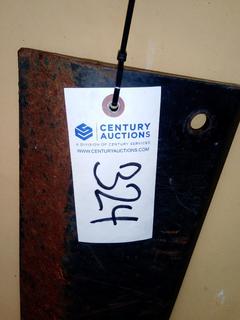 CENTURY
AUCTIONS
A DIVISION OF CENTURY SERVICES
WWW.CENTURYAUCTIONS.COM
324